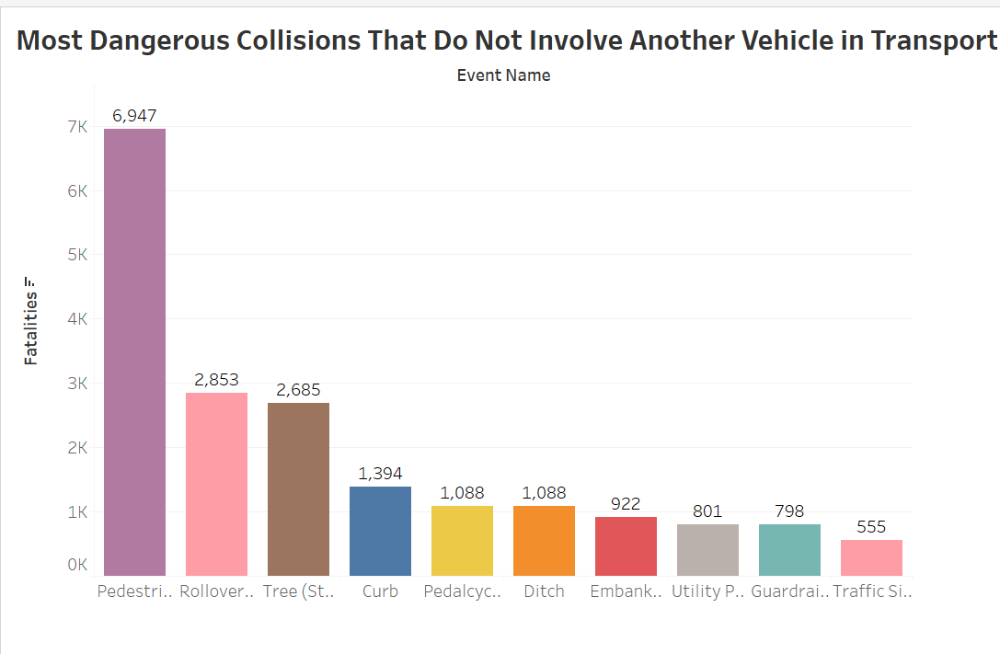 Most Dangerous Collisions That Do Not Involve Another Vehicle in Transport
Event Name
Fatalities
7K
6K
5K
4K
3K
2K
1K
0K
6,947
2,853
2,685
1,394
1,088
1,088
922
801
798
555
Pedestri.. Rollover.. Tree (St.. Curb Pedalcyc.. Ditch Embank.. Utility P.. Guardrai.. Traffic Si..